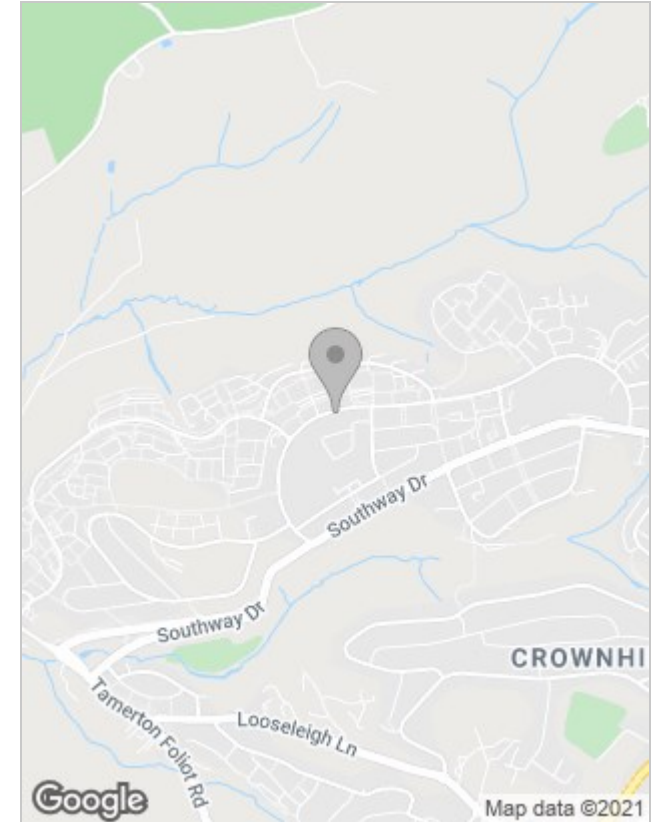 Southway Dr
Southway Dr
CROWNHI
Tamerton Foliot Rd
Looseleigh Ln
Google
Map data ©2021